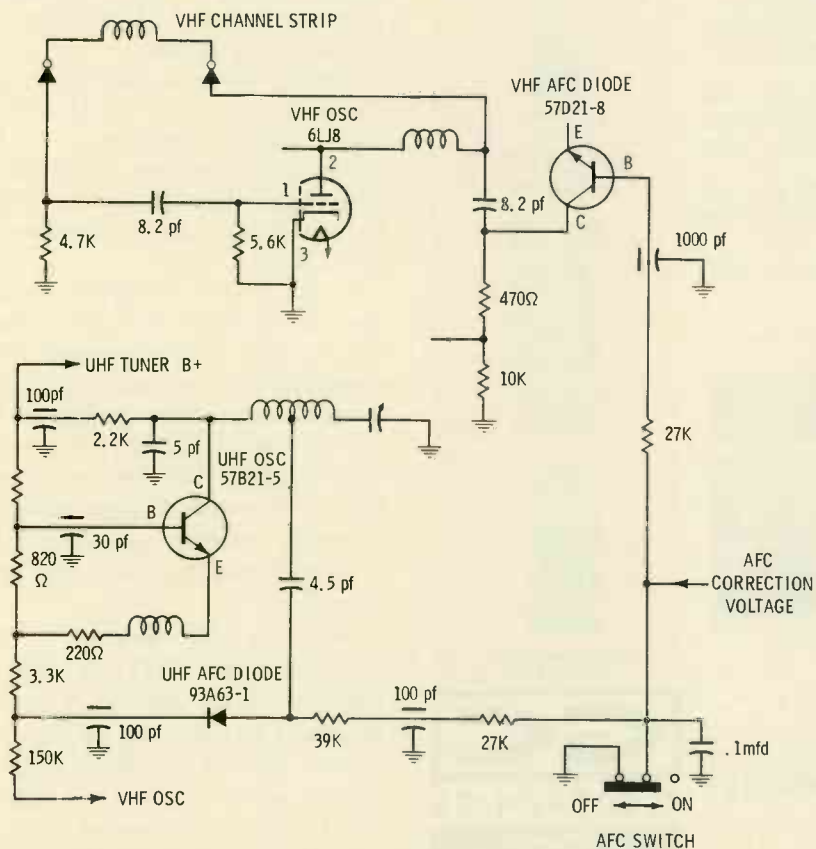 VHF CHANNEL STRIP
VHF OSC
6LJ8
2
1
3
VHF AFC DIODE
57D21-8
E
B
C
4.7K
8.2 pf
5.6K
8.2 pf
1000 pf
470Ω
10K
27K
UHF TUNER B+
100pf
2.2K
5 pf
UHF OSC
57B21-5
C
B
E
30 pf
820
Ω
4.5 pf
220Ω
3.3K
UHF AFC DIODE
93A63-1
100 pf
39K
100 pf
27K
150K
VHF OSC
AFC
CORRECTION
VOLTAGE
.1mfd
OFF
ON
AFC SWITCH